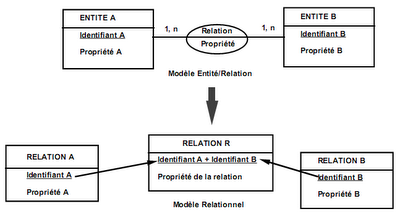 ENTITE A
Identifiant A
Propriété A
1, n
Relation
Propriété
1, n
ENTITE B
Identifiant B
Propriété B
Modèle Entité/Relation
RELATION A
Identifiant A
Propriété A
RELATION R
Identifiant A + Identifiant B
Propriété de la relation
RELATION B
Identifiant B
Propriété B
Modèle Relationnel